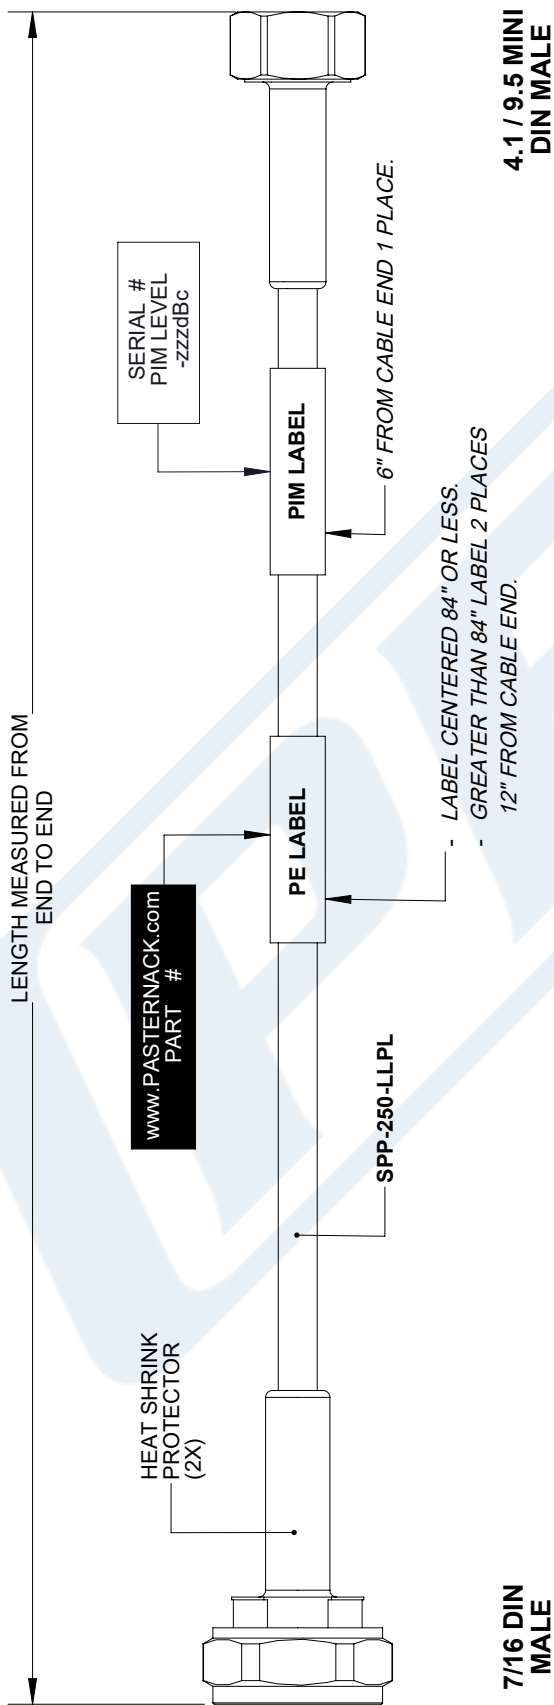 LENGTH MEASURED FROM
END TO END
HEAT SHRINK
PROTECTOR
(2X)
www.PASTERNACK.com
PART #
SERIAL #
PIM LEVEL
-zzzdBc
PE LABEL
PIM LABEL
SPP-250-LLPL
- LABEL CENTERED 84" OR LESS.
- GREATER THAN 84" LABEL 2 PLACES
12" FROM CABLE END.
6" FROM CABLE END 1 PLACE.
7/16 DIN
MALE
4.1 / 9.5 MINI
DIN MALE